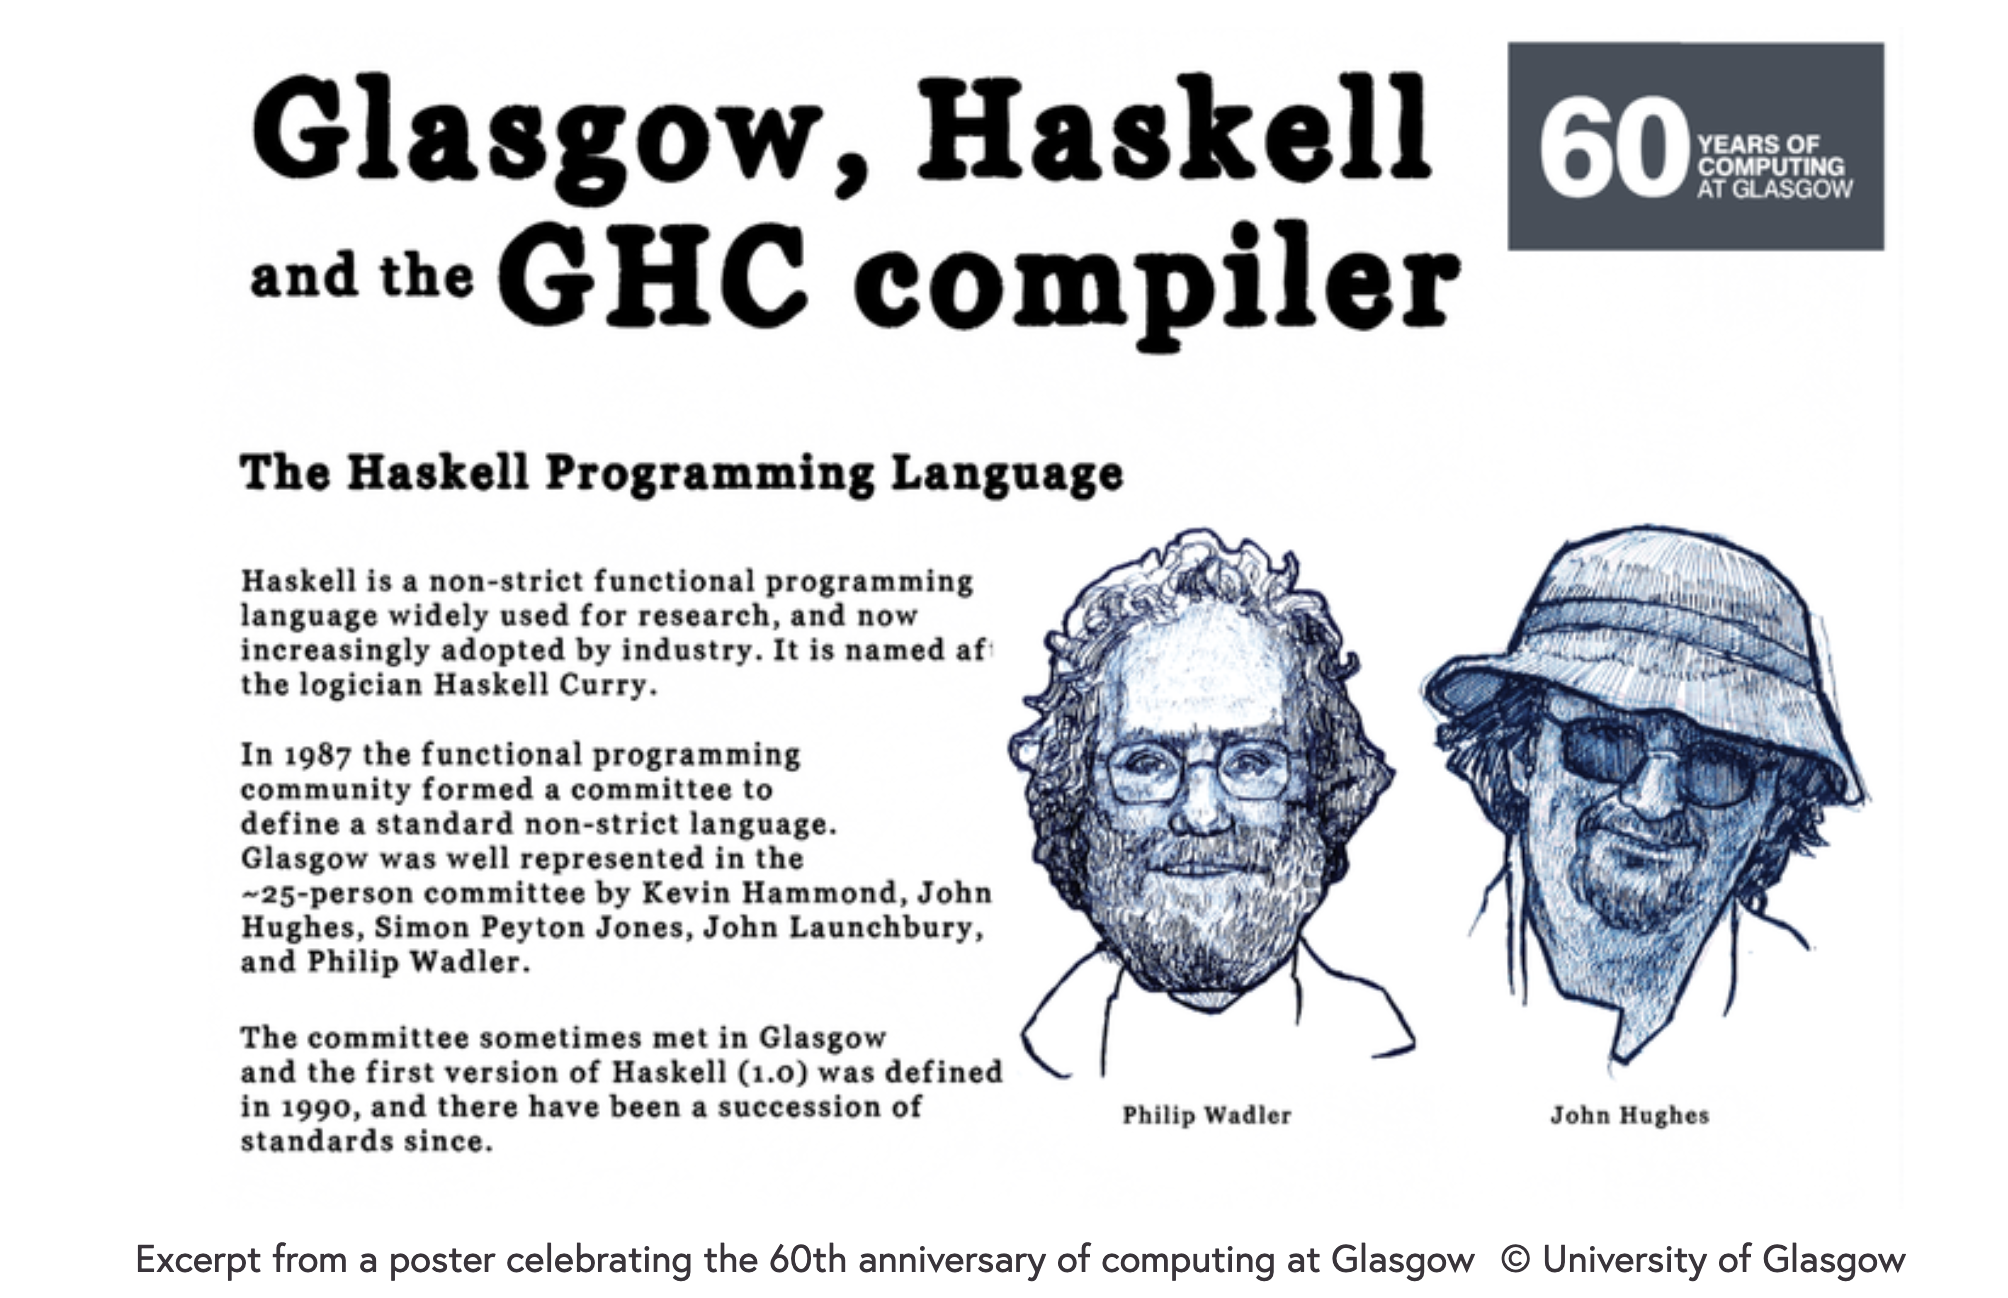 Glasgow, Haskell
and the GHC compiler
60 YEARS OF
COMPUTING
AT GLASGOW
The Haskell Programming Language
Haskell is a non-strict functional programming
language widely used for research, and now
increasingly adopted by industry. It is named af
the logician Haskell Curry.
In 1987 the functional programming
community formed a committee to
define a standard non-strict language.
Glasgow was well represented in the
~25-person committee by Kevin Hammond, John
Hughes, Simon Peyton Jones, John Launchbury,
and Philip Wadler.
The committee sometimes met in Glasgow
and the first version of Haskell (1.0) was defined
in 1990, and there have been a succession of
standards since.
Philip Wadler
John Hughes
Excerpt from a poster celebrating the 60th anniversary of computing at Glasgow © University of Glasgow